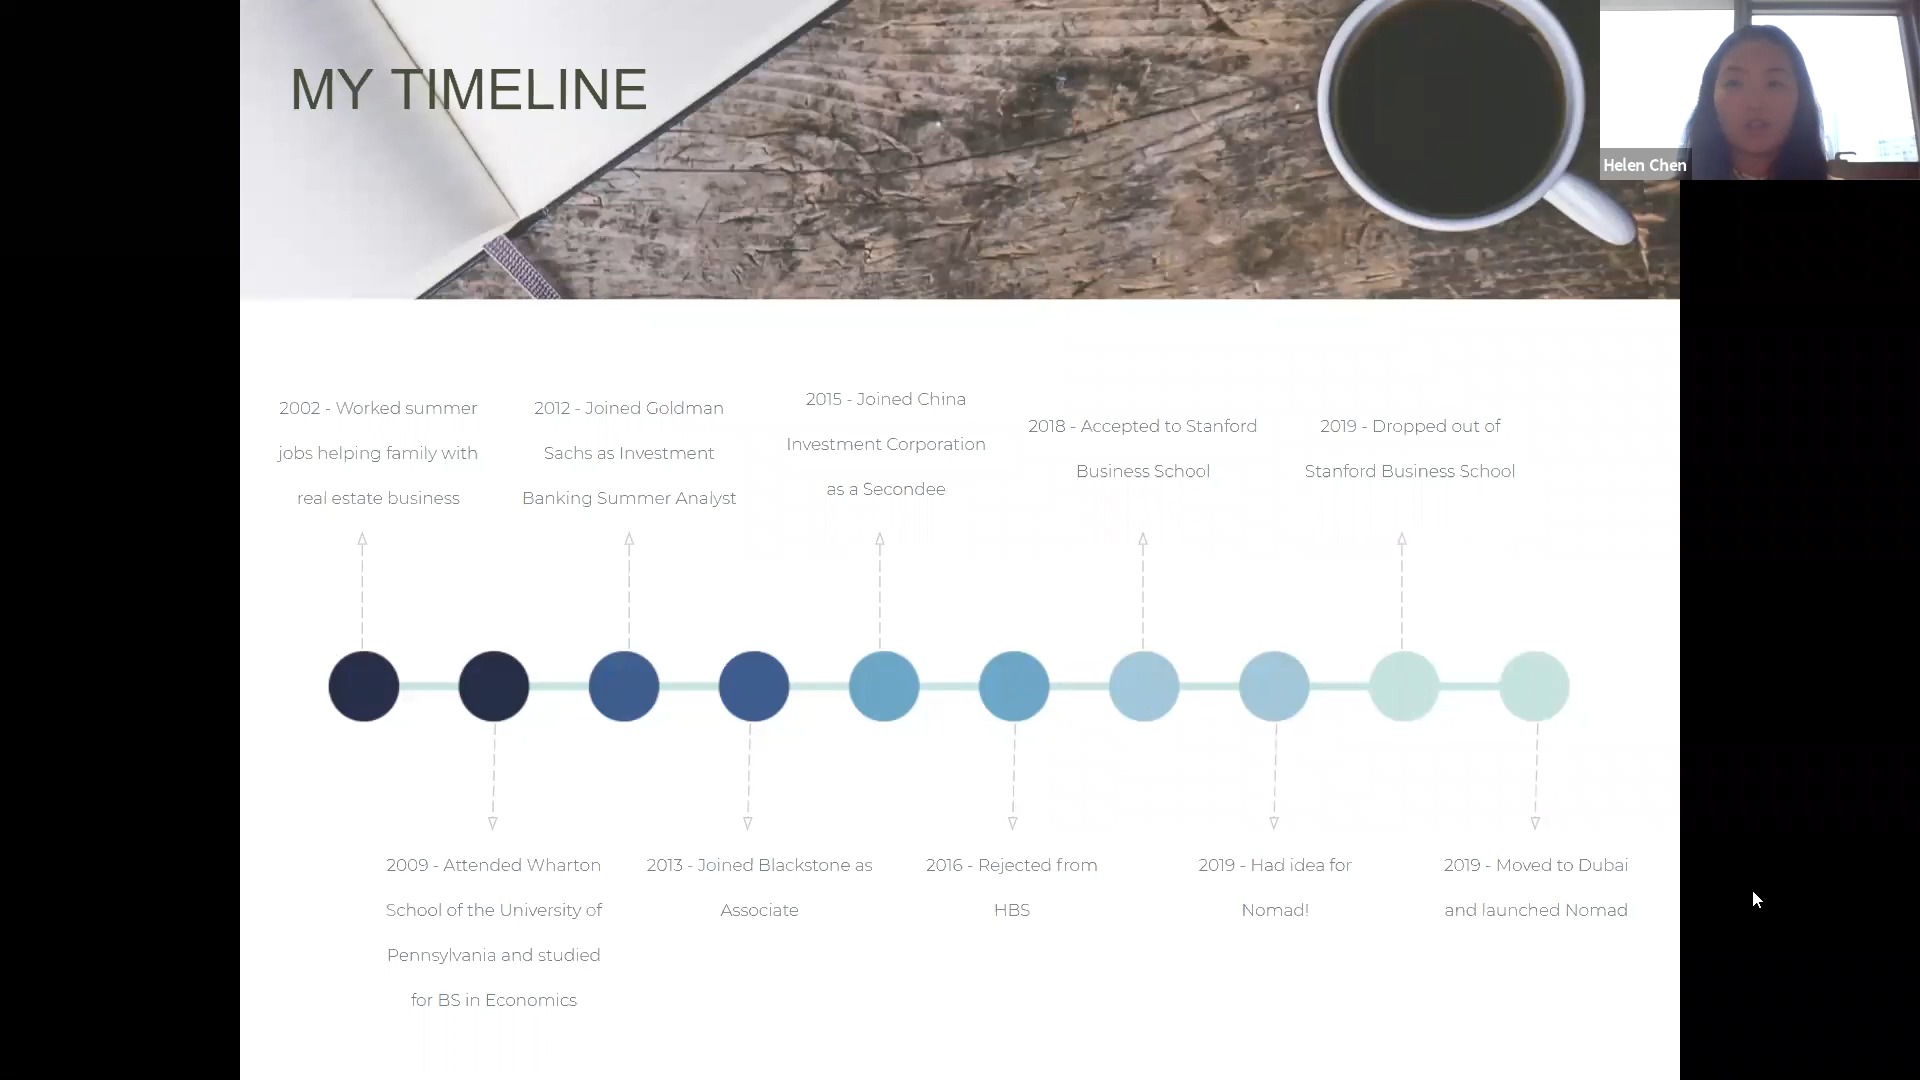 MY TIMELINE
Helen Chen
2002 - Worked summer
jobs helping family with
real estate business
2012 - Joined Goldman
Sachs as Investment
Banking Summer Analyst
2015 - Joined China
Investment Corporation
as a Secondee
2018 - Accepted to Stanford
Business School
2019 - Dropped out of
Stanford Business School
2009 - Attended Wharton
School of the University of
Pennsylvania and studied
for BS in Economics
2013 - Joined Blackstone as
Associate
2016 - Rejected from
HBS
2019 - Had idea for
Nomad!
2019 - Moved to Dubai
and launched Nomad